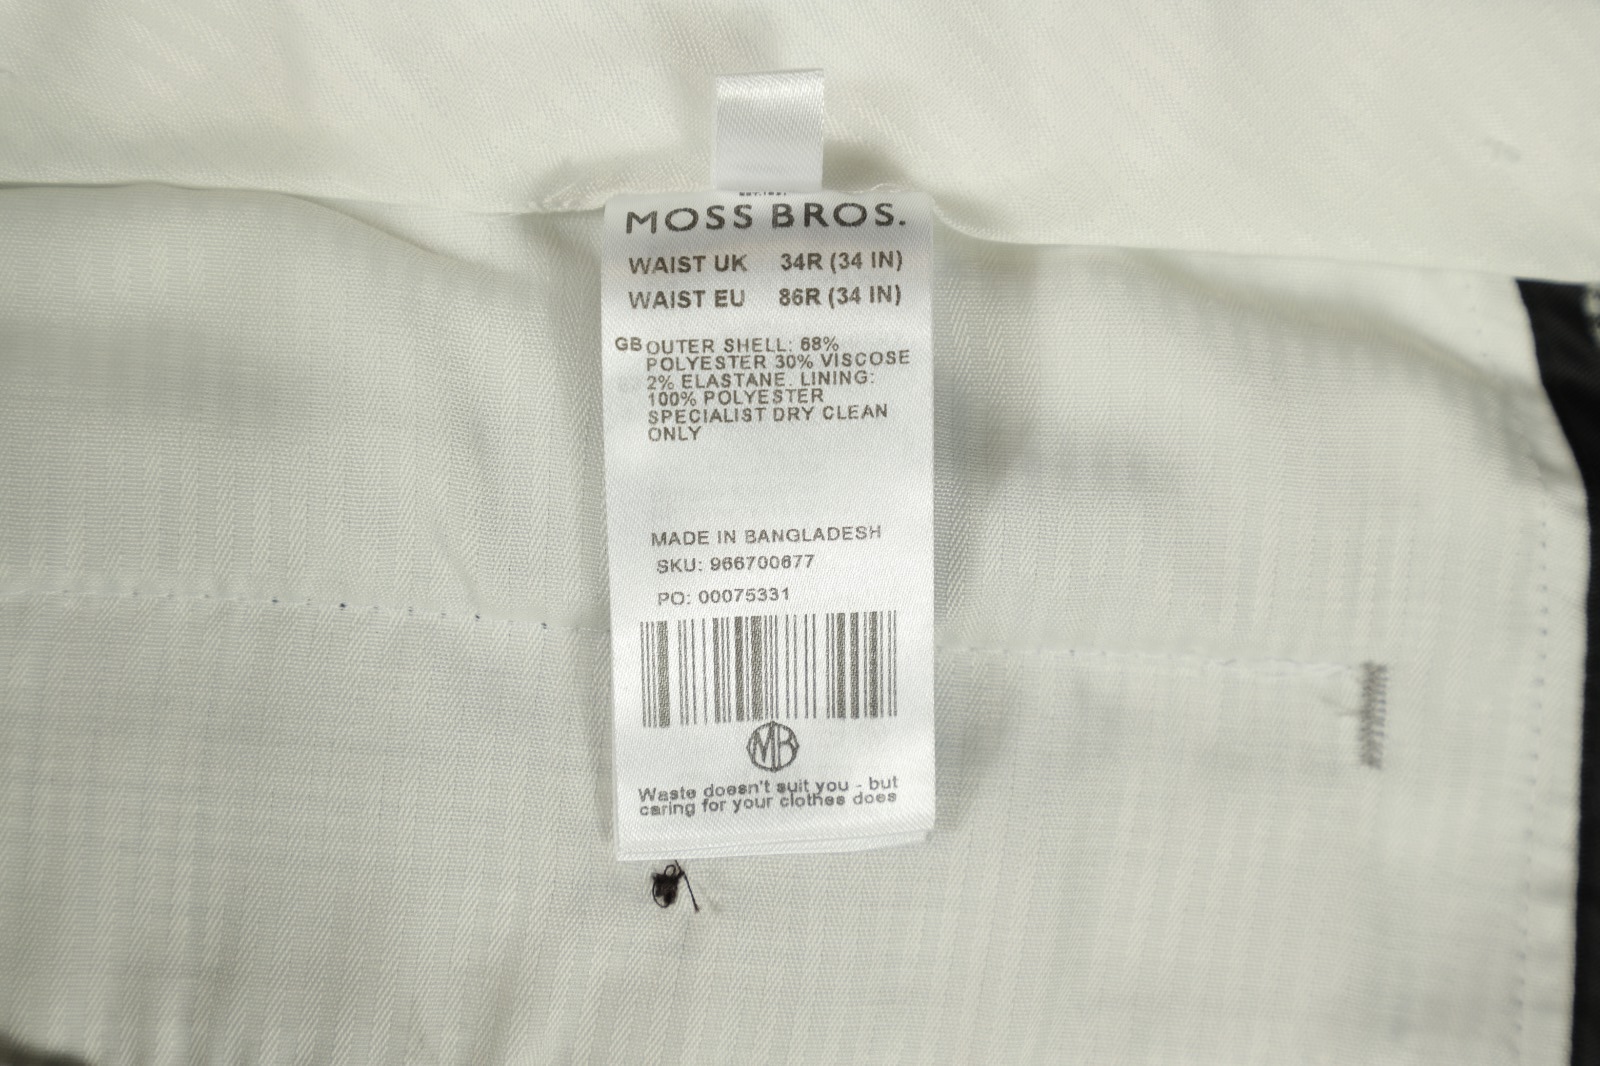 MOSS BROS.
WAIST UK 34R (34 IN)
WAIST EU 86R (34 IN)
GB OUTER SHELL: 68%
POLYESTER 30% VISCOSE
2% ELASTANE. LINING:
100% POLYESTER
SPECIALIST DRY CLEAN
ONLY
MADE IN BANGLADESH
SKU: 966700677
PO: 00075331
MB
Waste doesn't suit you - but
caring for your clothes does